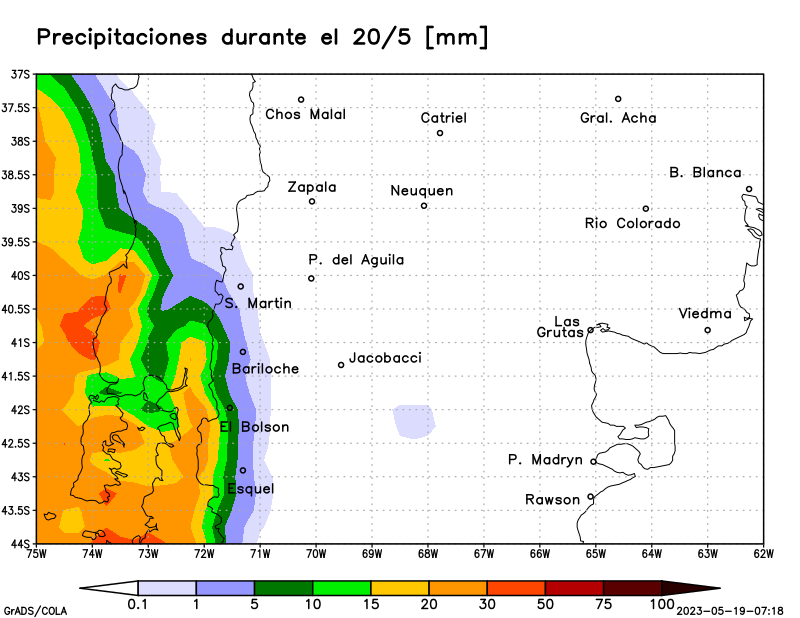 Precipitaciones durante el 20/5 [mm]
37S
37.5S
38S
38.5S
39S
39.5S
40S
40.5S
41S
41.5S
42S
42.5S
43S
43.5S
44S
Chos Malal
Catriel
Gral. Acha
B. Blanca
Zapala
Neuquen
Rio Colorado
P. del Aguila
S. Martin
Las
Grutas
Viedma
Bariloche
Jacobacci
El Bolson
P. Madryn
Esquel
Rawson
75W 74W 73W 72W 71W 70W 69W 68W 67W 66W 65W 64W 63W 62W
0.1 1 5 10 15 20 30 50 75 100
GrADS/COLA
2023-05-19-07:18